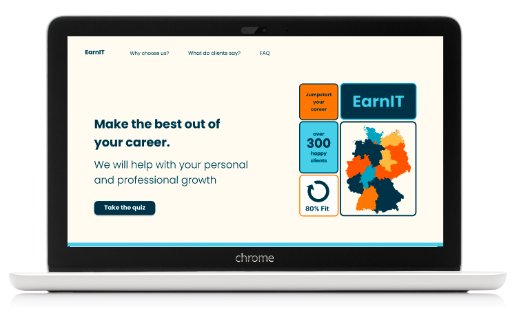 EarnIT
Why choose us?
What do clients say?
FAQ
Make the best out of
your career.
We will help with your personal
and professional growth
Take the quiz
Jumpstart
your
career
EarnIT
over
300
happy
clients
80% Fit
chrome